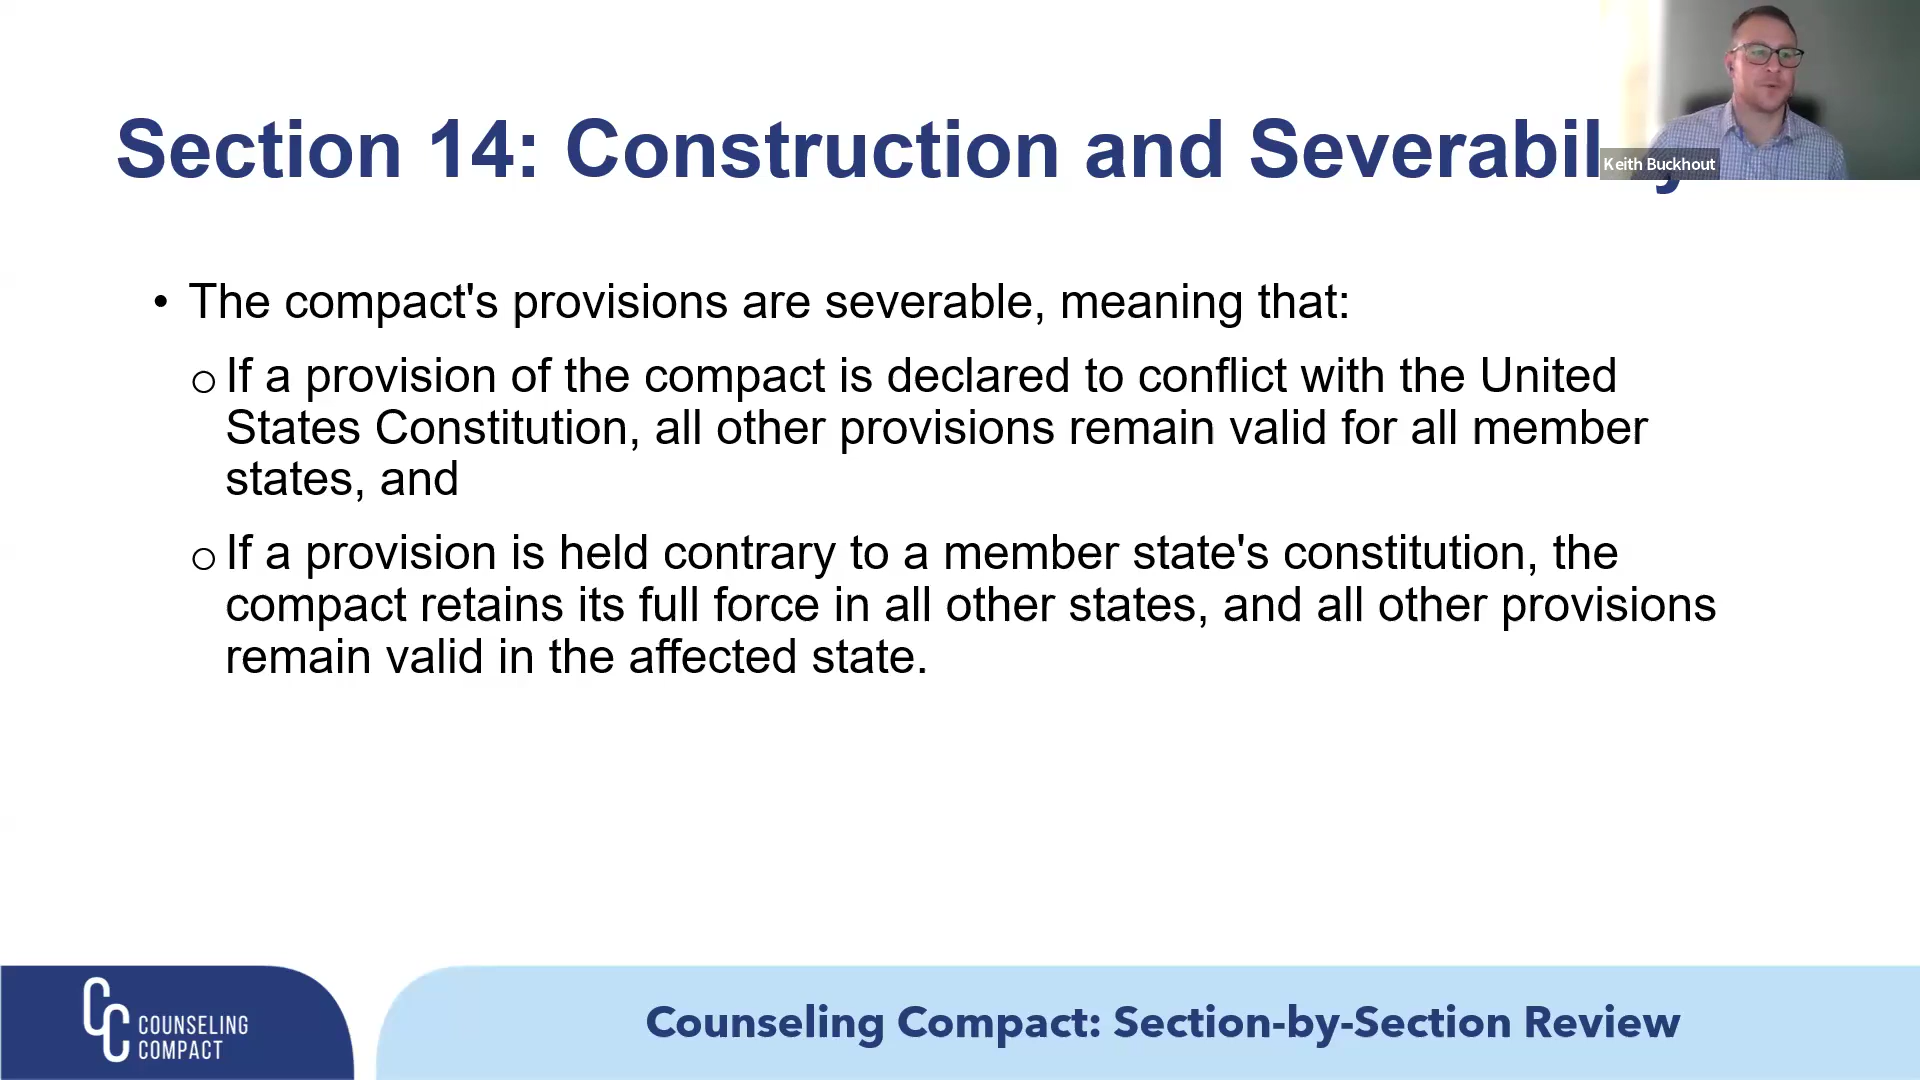 Section 14: Construction and Severabil y
Keith Buckhout
• The compact's provisions are severable, meaning that:
o If a provision of the compact is declared to conflict with the United
States Constitution, all other provisions remain valid for all member
states, and
o If a provision is held contrary to a member state's constitution, the
compact retains its full force in all other states, and all other provisions
remain valid in the affected state.
CC COUNSELING
COMPACT
Counseling Compact: Section-by-Section Review